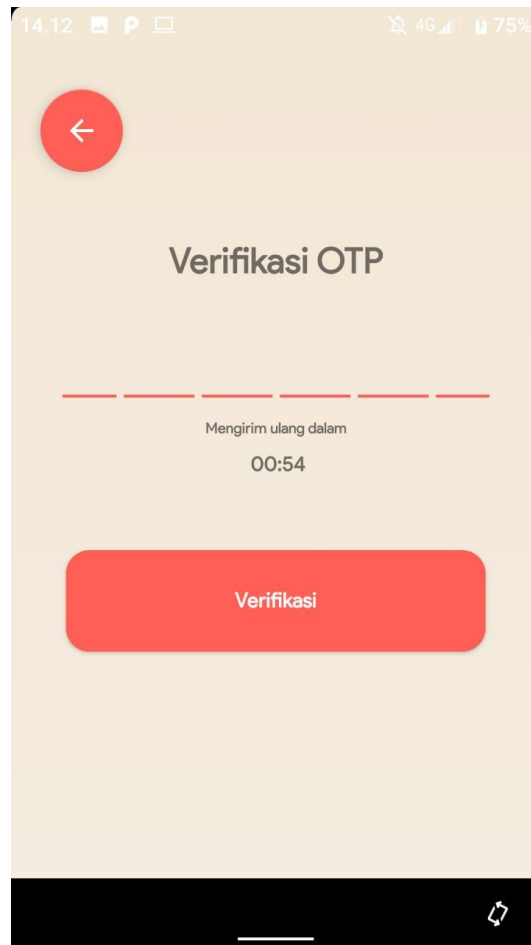 14.12 4G 75%
Verifikasi OTP
Mengirim ulang dalam
00:54
Verifikasi